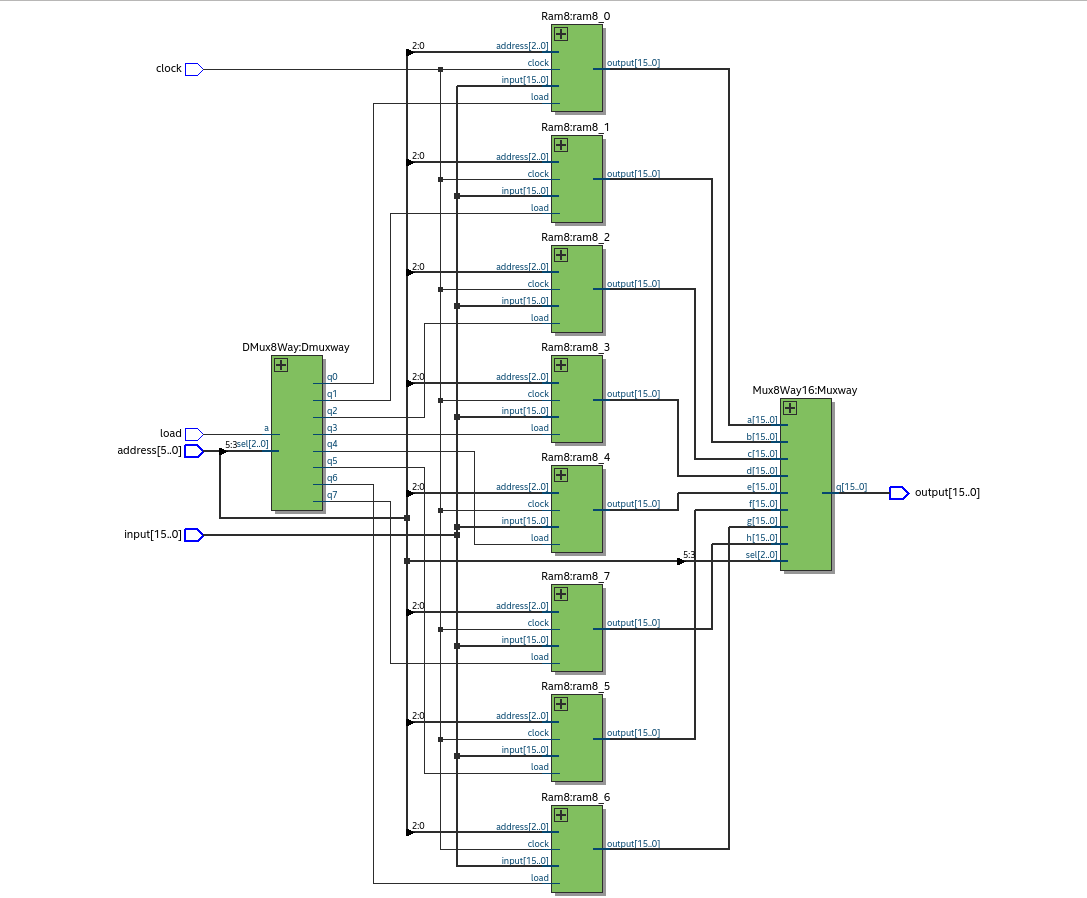 clock
load
address[5..0]
input[15..0]
DMux8Way:Dmuxway
a
5:3
sel[2..0]
q0
q1
q2
q3
q4
q5
q6
q7
Ram8:ram8_0
2:0
address[2..0]
clock
input[15..0]
load
output[15..0]
Ram8:ram8_1
2:0
address[2..0]
clock
input[15..0]
load
output[15..0]
Ram8:ram8_2
2:0
address[2..0]
clock
input[15..0]
load
output[15..0]
Ram8:ram8_3
2:0
address[2..0]
clock
input[15..0]
load
output[15..0]
Ram8:ram8_4
2:0
address[2..0]
clock
input[15..0]
load
output[15..0]
Ram8:ram8_7
2:0
address[2..0]
clock
input[15..0]
load
output[15..0]
Ram8:ram8_5
2:0
address[2..0]
clock
input[15..0]
load
output[15..0]
Ram8:ram8_6
2:0
address[2..0]
clock
input[15..0]
load
output[15..0]
Mux8Way16:Muxway
a[15..0]
b[15..0]
c[15..0]
d[15..0]
e[15..0]
f[15..0]
g[15..0]
h[15..0]
5:3
sel[2..0]
q[15..0]
output[15..0]